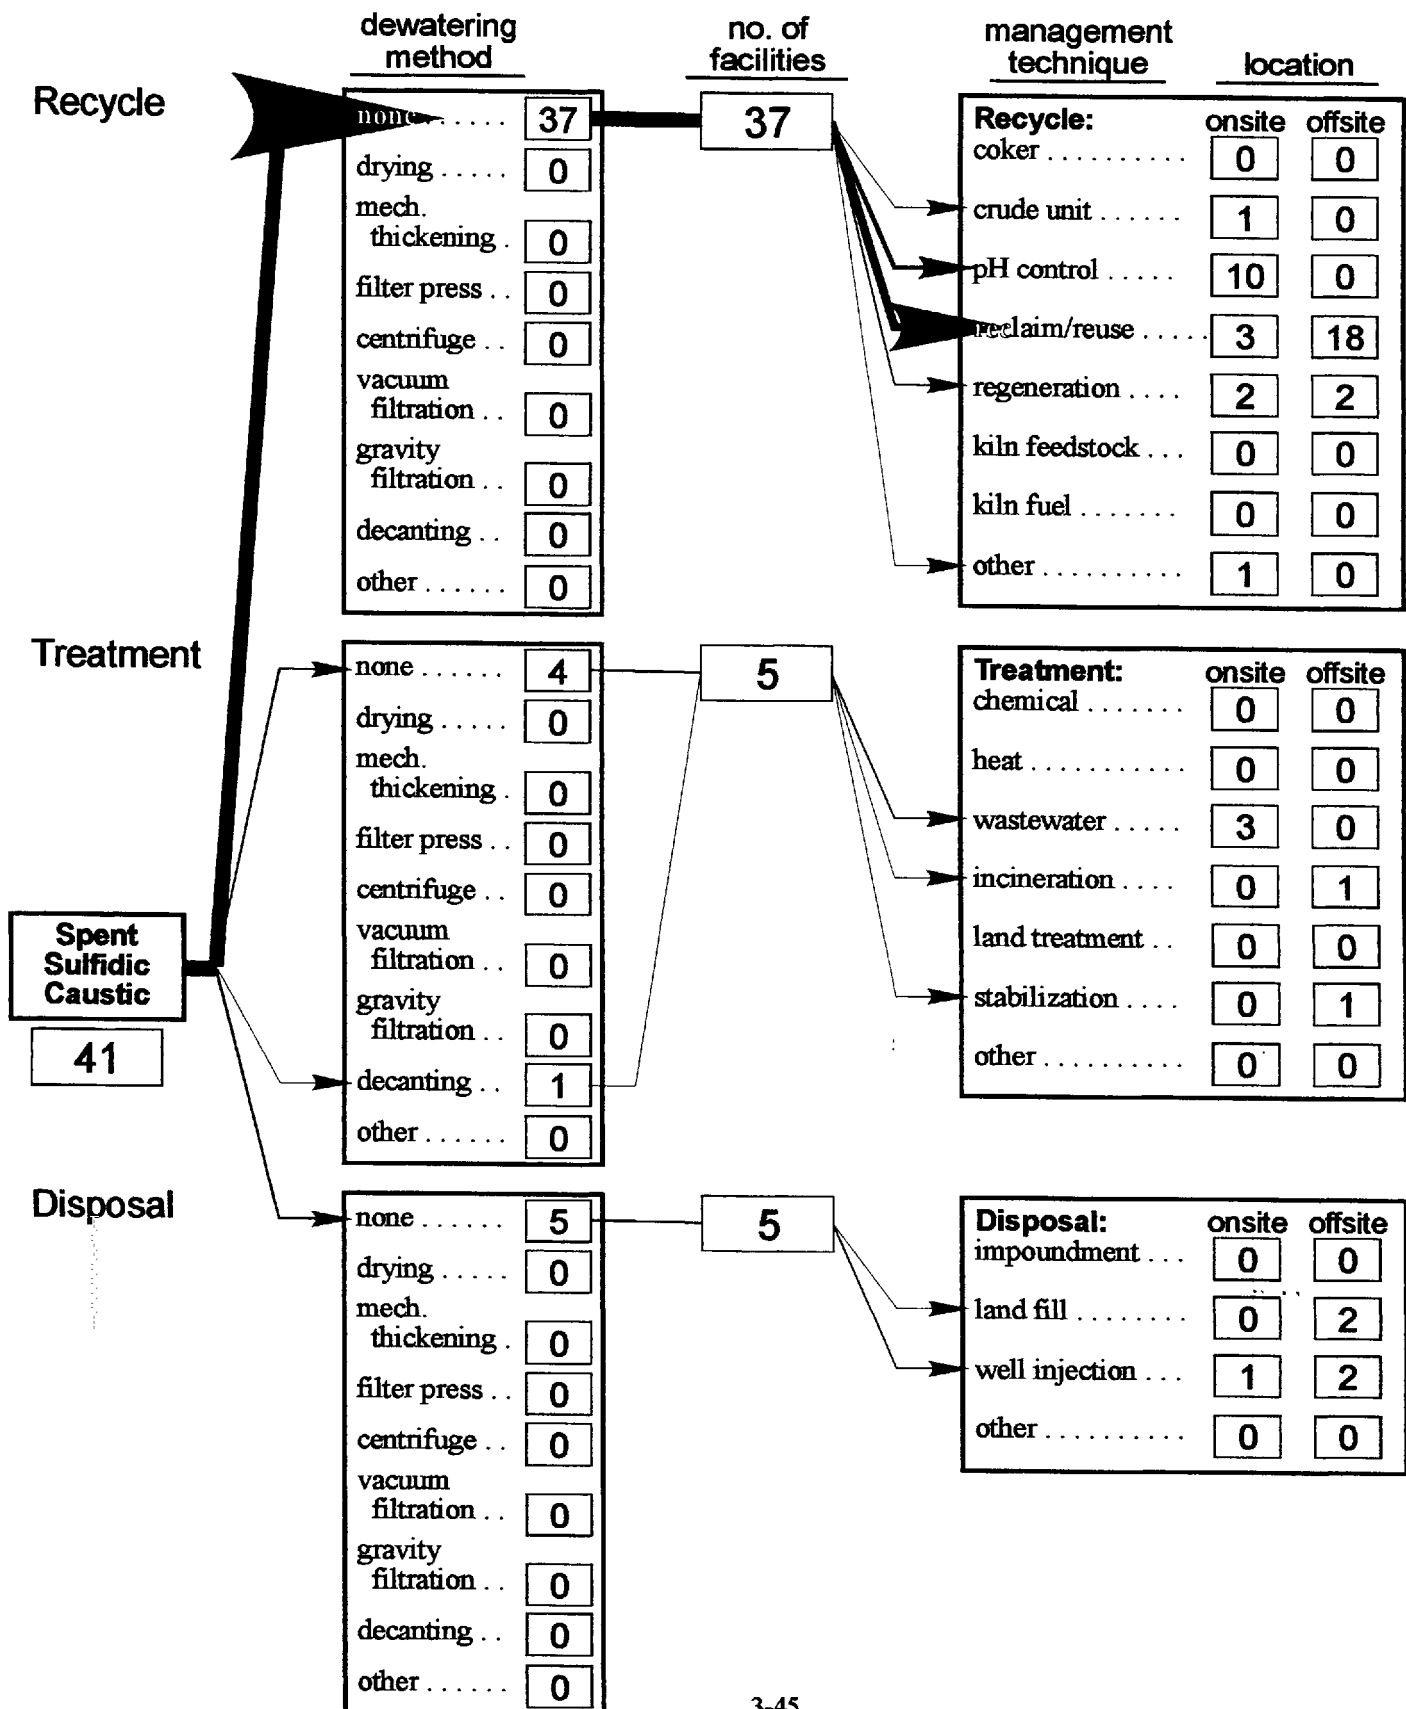 dewatering method
no. of facilities
management technique
location
Recycle
none . . . . . 37
drying . . . . . 0
mech.
thickening . 0
filter press . . 0
centrifuge . . 0
vacuum
filtration . . 0
gravity
filtration . . 0
decanting . . 0
other . . . . . . 0
37
Recycle: onsite offsite
coker . . . . . . . . . . 0 0
crude unit . . . . . . 1 0
pH control . . . . . 10 0
reclaim/reuse . . . . . 3 18
regeneration . . . . 2 2
kiln feedstock . . . 0 0
kiln fuel . . . . . . . 0 0
other . . . . . . . . . . 1 0
Treatment
none . . . . . . 4
drying . . . . . 0
mech.
thickening . 0
filter press . . 0
centrifuge . . 0
vacuum
filtration . . 0
gravity
filtration . . 0
decanting . . 1
other . . . . . . 0
5
Treatment: onsite offsite
chemical . . . . . . . 0 0
heat . . . . . . . . . . . 0 0
wastewater . . . . . 3 0
incineration . . . . 0 1
land treatment . . 0 0
stabilization . . . . 0 1
other . . . . . . . . . . 0 0
Spent
Sulfidic
Caustic
41
Disposal
none . . . . . . 5
drying . . . . . 0
mech.
thickening . 0
filter press . . 0
centrifuge . . 0
vacuum
filtration . . 0
gravity
filtration . . 0
decanting . . 0
other . . . . . . 0
5
Disposal: onsite offsite
impoundment . . . 0 0
land fill . . . . . . . . 0 2
well injection . . . 1 2
other . . . . . . . . . . 0 0
3-45